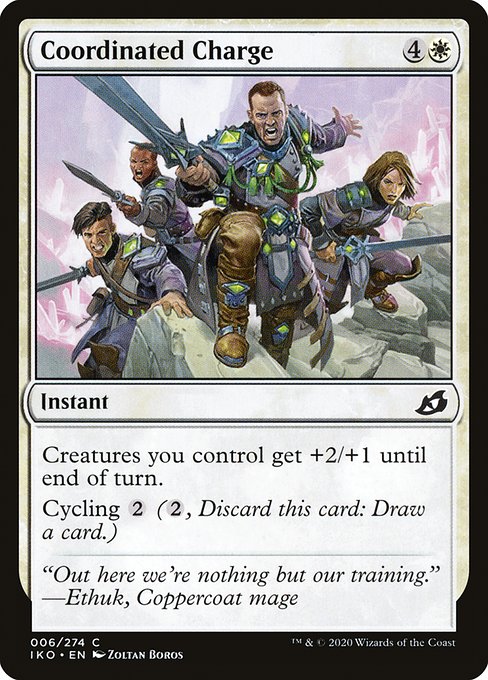 Coordinated Charge 4
Instant
Creatures you control get +2/+1 until
end of turn.
Cycling 2 (2, Discard this card: Draw
a card.)
“Out here we’re nothing but our training.”
—Ethuk, Coppercoat mage
006/274 C
IKO • EN Zoltan Boros
™ & © 2020 Wizards of the Coast